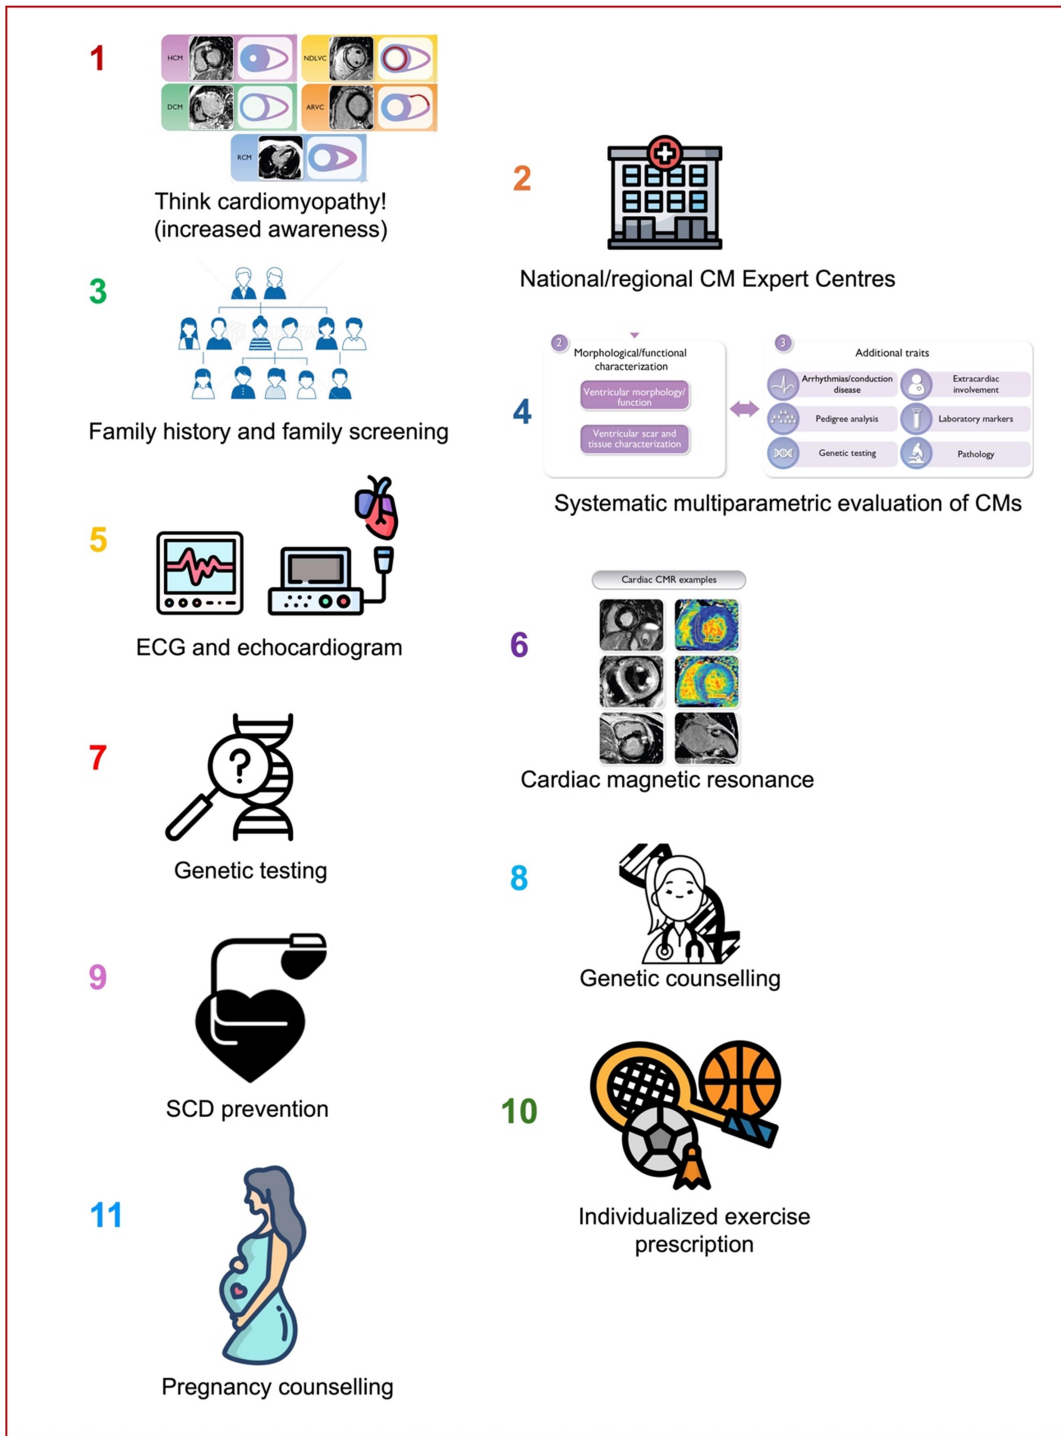 1
HCM
NDLVC
DCM
ARVC
RCM
Think cardiomyopathy!
(increased awareness)
2
National/regional CM Expert Centres
3
Family history and family screening
4
2
Morphological/functional
characterization
Ventricular morphology/
function
Ventricular scar and
tissue characterization
3
Additional traits
Arrhythmias/conduction
disease
Extracardiac
involvement
Pedigree analysis
Laboratory markers
Genetic testing
Pathology
Systematic multiparametric evaluation of CMs
5
ECG and echocardiogram
6
Cardiac CMR examples
Cardiac magnetic resonance
7
?
Genetic testing
8
Genetic counselling
9
SCD prevention
10
Individualized exercise
prescription
11
Pregnancy counselling